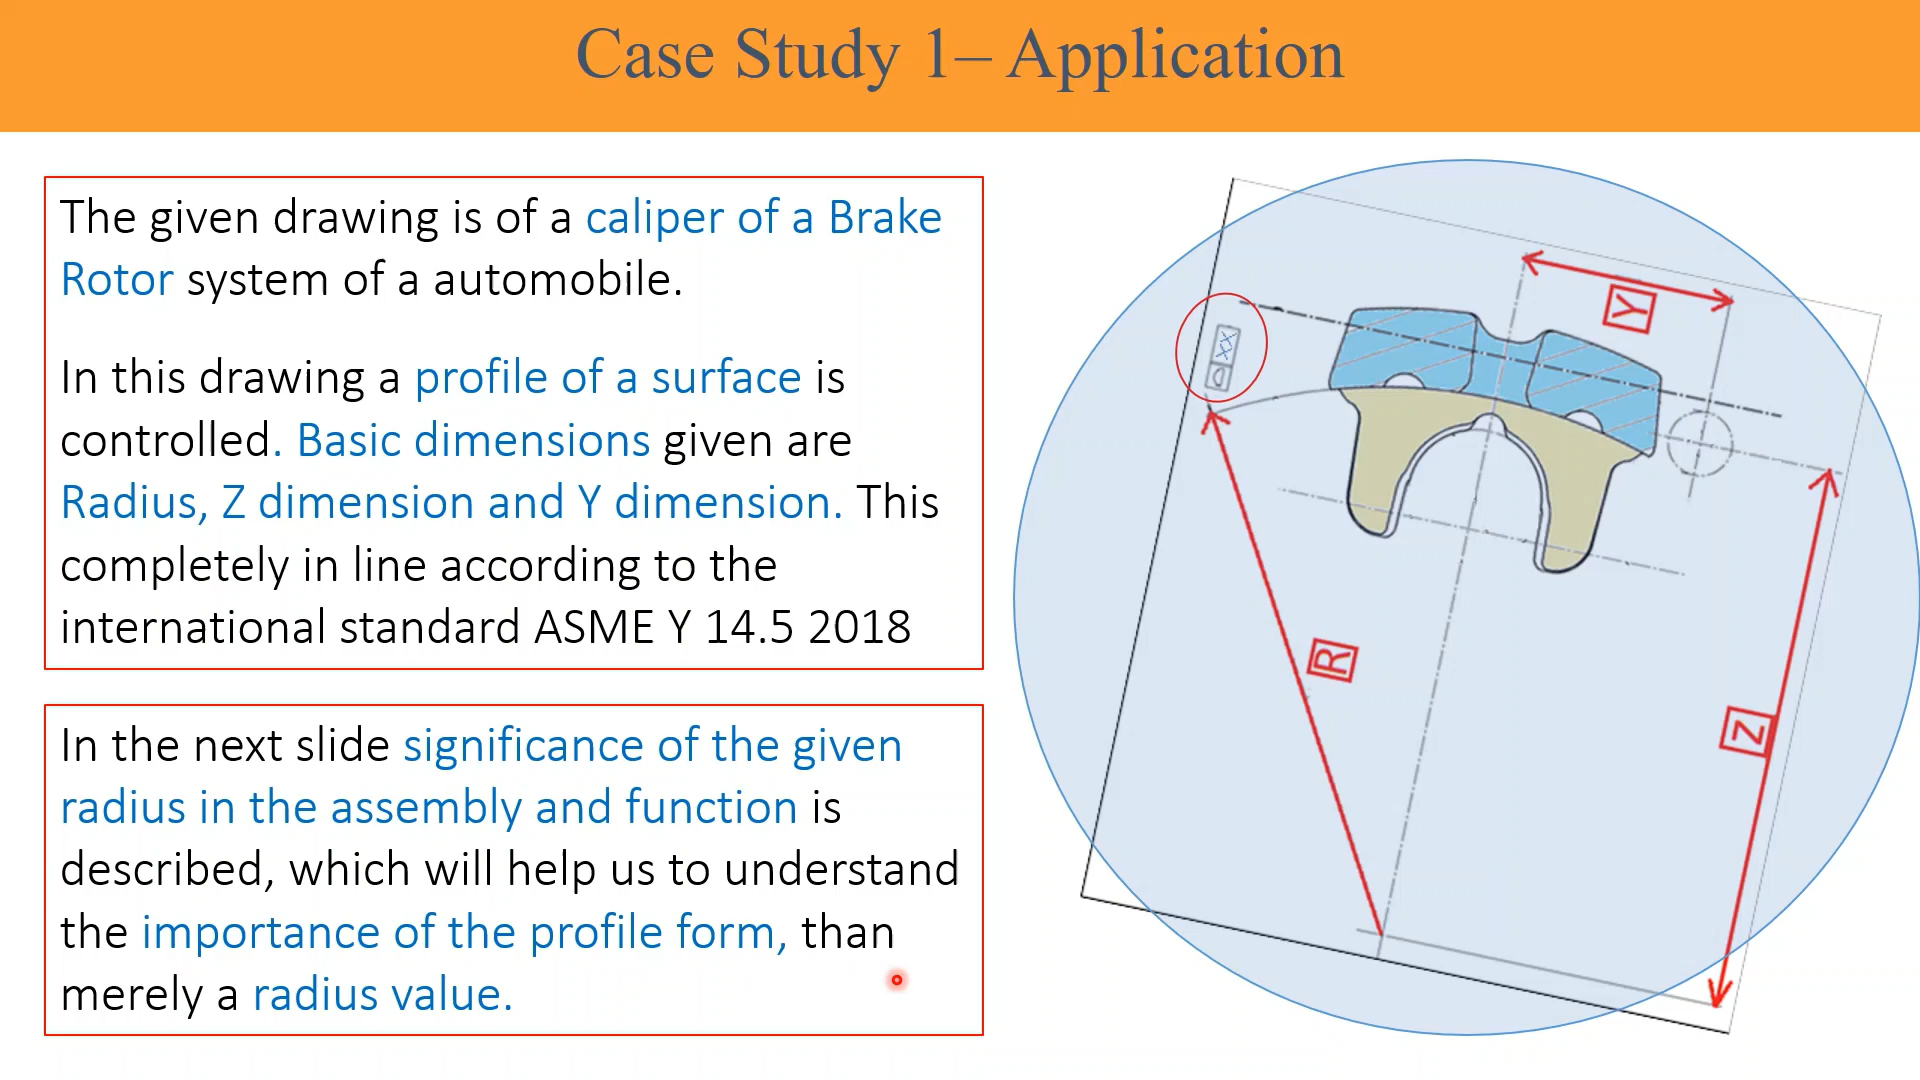 Case Study 1– Application
The given drawing is of a caliper of a Brake
Rotor system of a automobile.
In this drawing a profile of a surface is
controlled. Basic dimensions given are
Radius, Z dimension and Y dimension. This
completely in line according to the
international standard ASME Y 14.5 2018
In the next slide significance of the given
radius in the assembly and function is
described, which will help us to understand
the importance of the profile form, than
merely a radius value.
Y
XX
R
Z